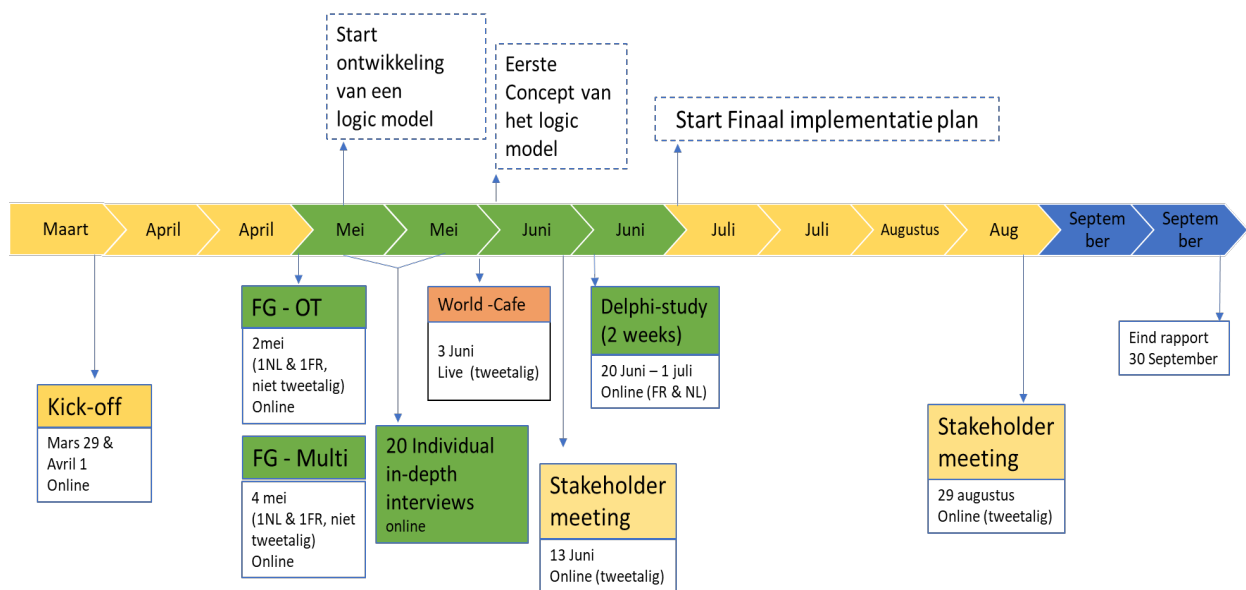 Start
ontwikkeling
van een
logic model
Eerste
Concept van
het logic
model
Start Finaal implementatie plan
Maart
April
April
Mei
Mei
Juni
Juni
Juli
Juli
Augustus
Aug
Septem
ber
Septem
ber
Kick-off
Mars 29 &
Avril 1
Online
FG - OT
2mei
(1NL & 1FR,
niet tweetalig)
Online
FG - Multi
4 mei
(1NL & 1FR, niet
tweetalig)
Online
20 Individual
in-depth
interviews
online
World -Cafe
3 Juni
Live (tweetalig)
Stakeholder
meeting
13 Juni
Online (tweetalig)
Delphi-study
(2 weeks)
20 Juni – 1 juli
Online (FR & NL)
Stakeholder
meeting
29 augustus
Online (tweetalig)
Eind rapport
30 September